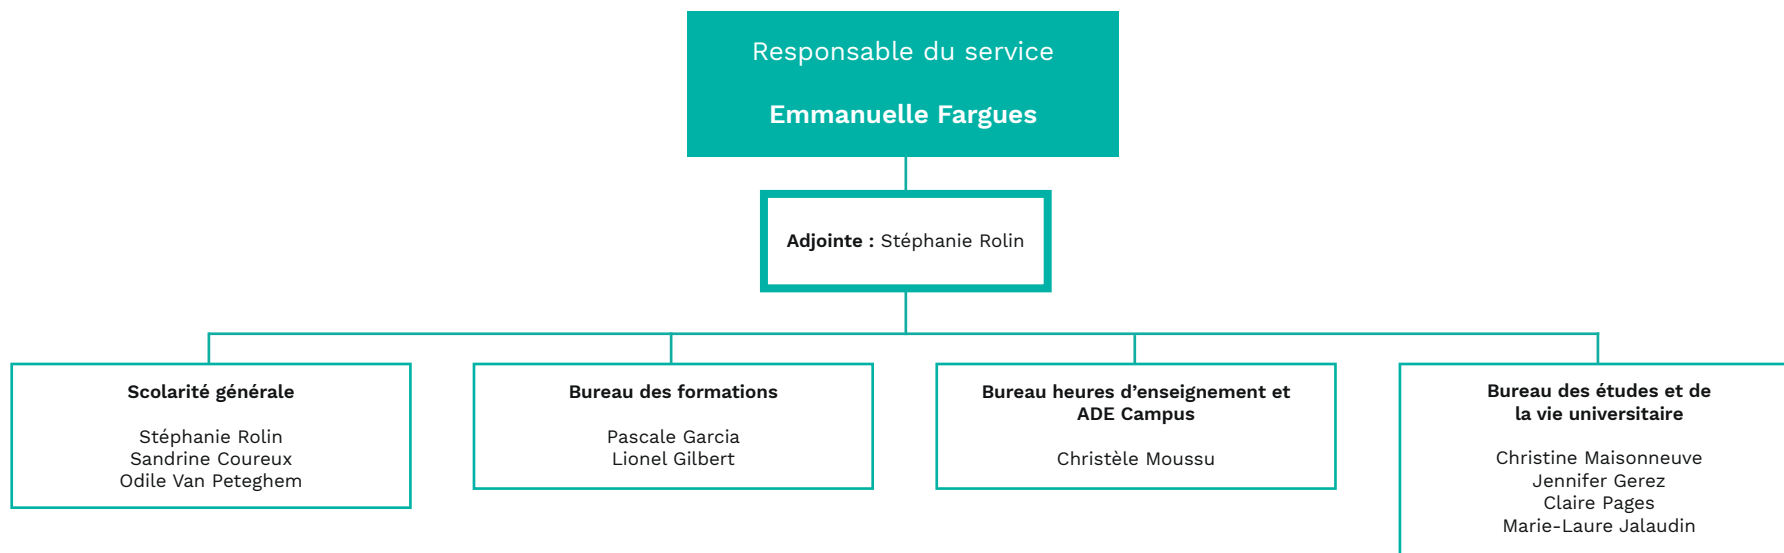 Responsable du service
Emmanuelle Fargues
Adjointe : Stéphanie Rolin
Scolarité générale
Stéphanie Rolin
Sandrine Coureux
Odile Van Peteghem
Bureau des formations
Pascale Garcia
Lionel Gilbert
Bureau heures d’enseignement et
ADE Campus
Christèle Moussu
Bureau des études et de
la vie universitaire
Christine Maisonneuve
Jennifer Gerez
Claire Pages
Marie-Laure Jalaudin